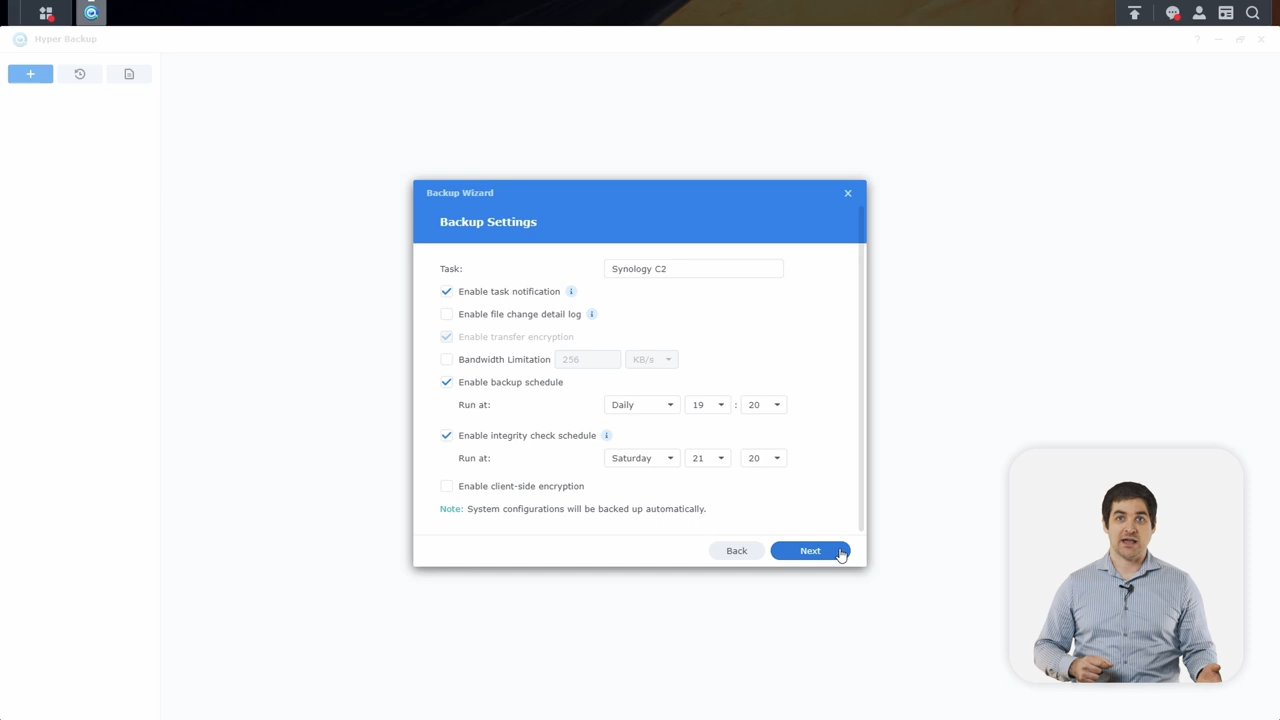 Hyper Backup
Backup Wizard
Backup Settings
Task: Synology C2
Enable task notification
Enable file change detail log
Enable transfer encryption
Bandwidth Limitation 256 KB/s
Enable backup schedule
Run at: Daily 19 : 20
Enable integrity check schedule
Run at: Saturday 21 20
Enable client-side encryption
Note: System configurations will be backed up automatically.
Back Next